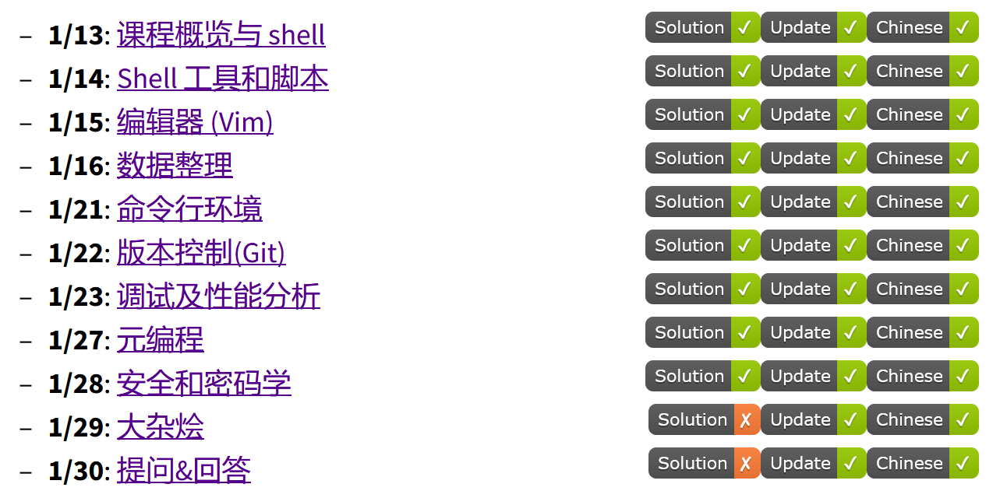 – 1/13: 课程概览与 shell Solution ✓ Update ✓ Chinese ✓
– 1/14: Shell 工具和脚本 Solution ✓ Update ✓ Chinese ✓
– 1/15: 编辑器 (Vim) Solution ✓ Update ✓ Chinese ✓
– 1/16: 数据整理 Solution ✓ Update ✓ Chinese ✓
– 1/21: 命令行环境 Solution ✓ Update ✓ Chinese ✓
– 1/22: 版本控制(Git) Solution ✓ Update ✓ Chinese ✓
– 1/23: 调试及性能分析 Solution ✓ Update ✓ Chinese ✓
– 1/27: 元编程 Solution ✓ Update ✓ Chinese ✓
– 1/28: 安全和密码学 Solution ✓ Update ✓ Chinese ✓
– 1/29: 大杂烩 Solution ✗ Update ✓ Chinese ✓
– 1/30: 提问&回答 Solution ✗ Update ✓ Chinese ✓